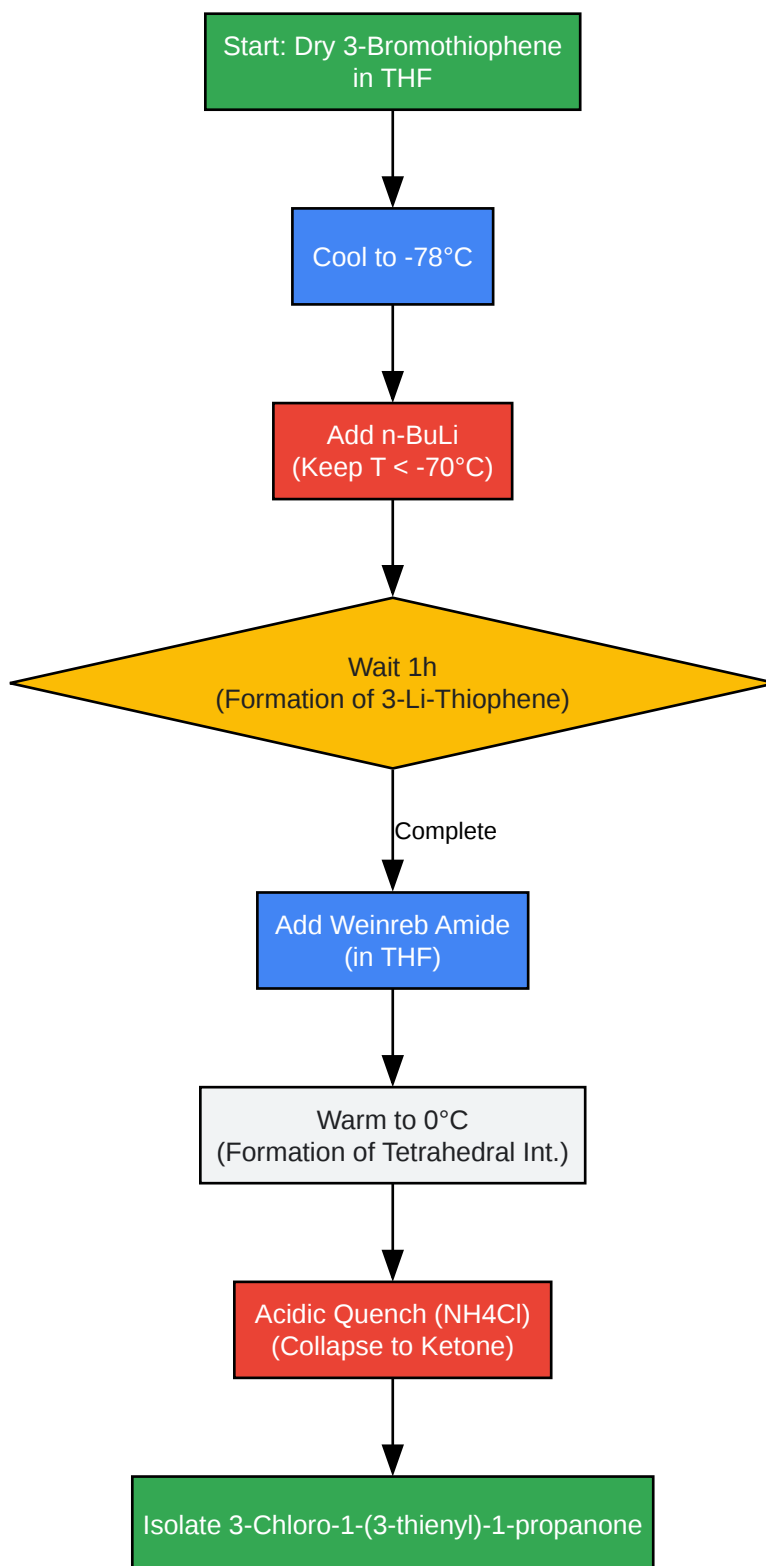 Start: Dry 3-Bromothiophene
in THF
Cool to -78°C
Add n-BuLi
(Keep T < -70°C)
Wait 1h
(Formation of 3-Li-Thiophene)
Complete
Add Weinreb Amide
(in THF)
Warm to 0°C
(Formation of Tetrahedral Int.)
Acidic Quench (NH4Cl)
(Collapse to Ketone)
Isolate 3-Chloro-1-(3-thienyl)-1-propanone